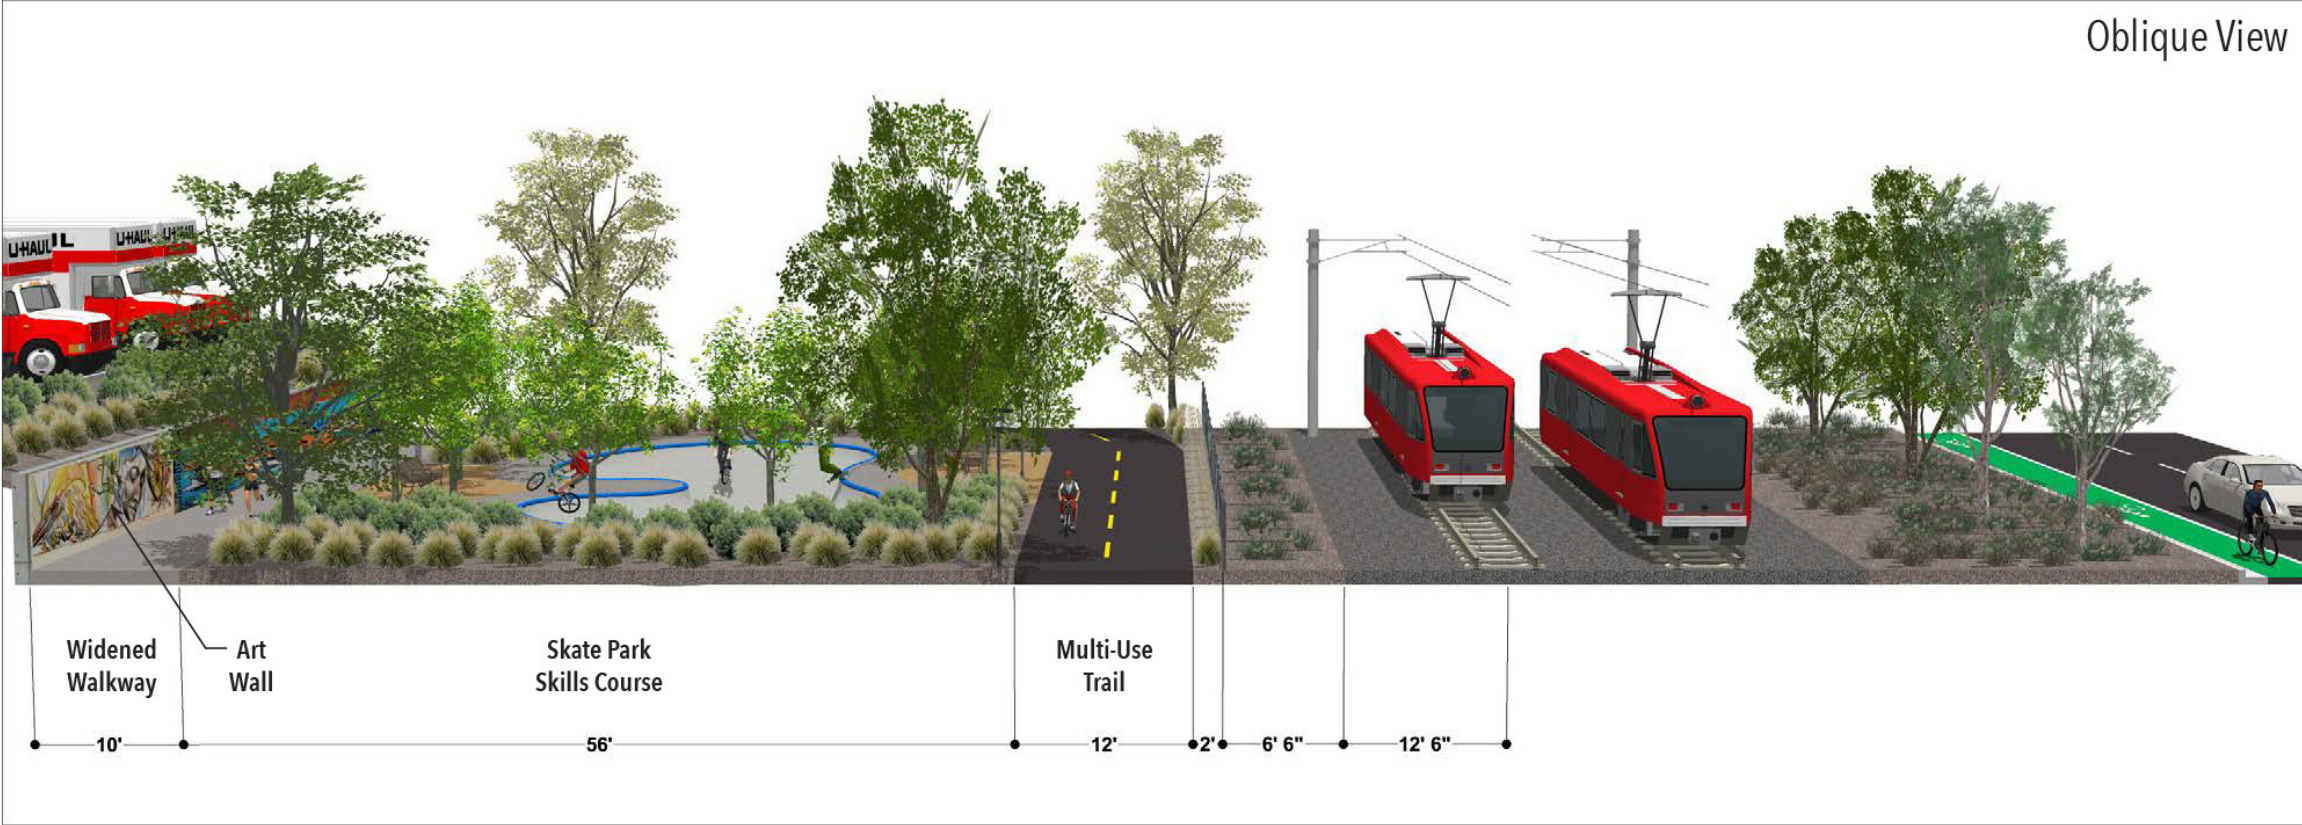 Oblique View
U-HAUL
U-HAUL
U-HAUL
Widened
Walkway
Art
Wall
Skate Park
Skills Course
Multi-Use
Trail
10'
56'
12'
2'
6' 6"
12' 6"